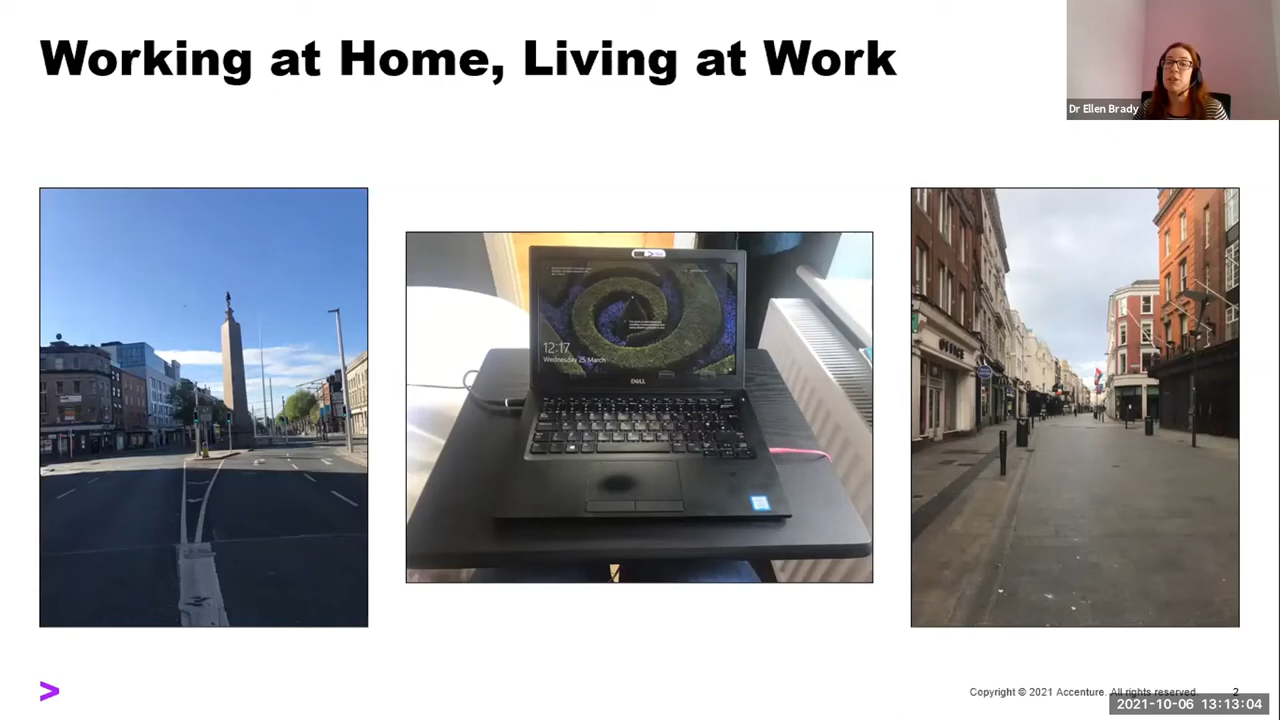 Working at Home, Living at Work
Dr Ellen Brady
12:17
Wednesday 25 March
DELL
OFFICE
Copyright © 2021 Accenture. All rights reserved.
2
2021-10-06 13:13:04